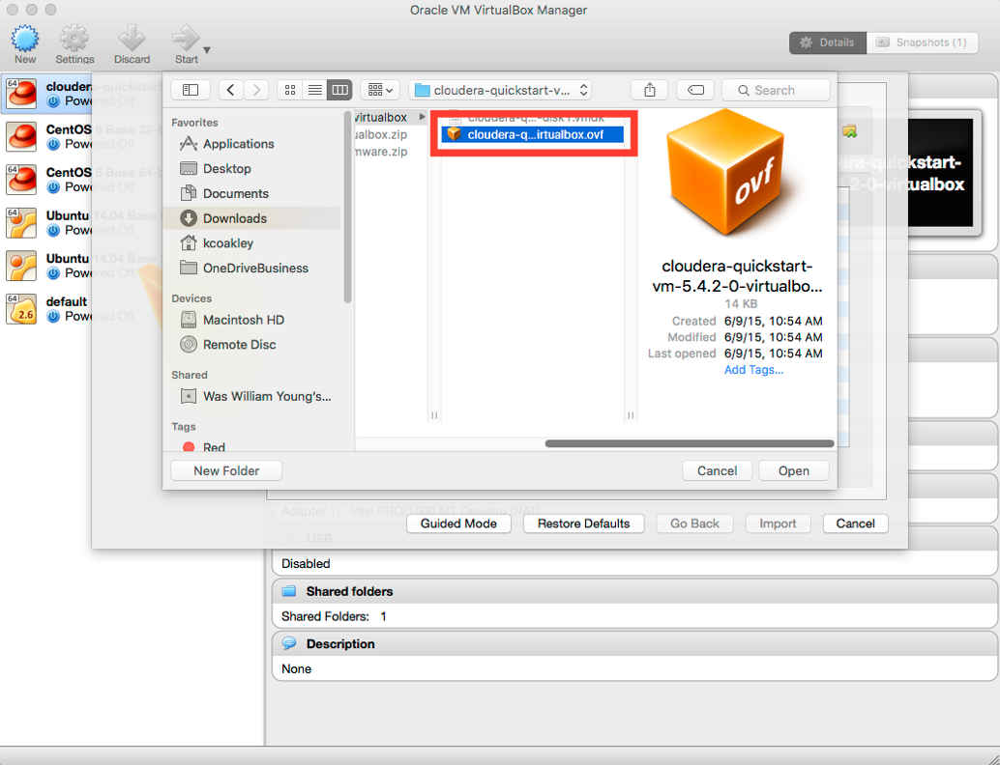 Oracle VM VirtualBox Manager
New Settings Discard Start
Details Snapshots (1)
64 cloudera-quickstart
Powered Off
CentOS 6 Base 32-b
Powered Off
64 CentOS 6 Base 64-b
Powered Off
64 Ubuntu 14.04 Base
Powered Off
Ubuntu 14.04 Base
Powered Off
64 default
2.6 Powered Off
cloudera-quickstart-v...
Search
Favorites
Applications
Desktop
Documents
Downloads
kcoakley
OneDriveBusiness
Devices
Macintosh HD
Remote Disc
Shared
Was William Young's...
Tags
Red
virtualbox
ualbox.zip
mware.zip
cloudera-q...-disk1.vmdk
cloudera-q...irtualbox.ovf
ovf
cloudera-quickstart-
vm-5.4.2-0-virtualbo...
14 KB
Created 6/9/15, 10:54 AM
Modified 6/9/15, 10:54 AM
Last opened 6/9/15, 10:54 AM
Add Tags...
era-quickstart-
.2-0-virtualbox
New Folder Cancel Open
Adapter 1: Intel PRO/1000 MT Desktop (NAT)
Guided Mode Restore Defaults Go Back Import Cancel
USB
Disabled
Shared folders
Shared Folders: 1
Description
None